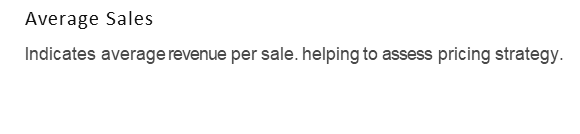 Average Sales
Indicates average revenue per sale. helping to assess pricing strategy.